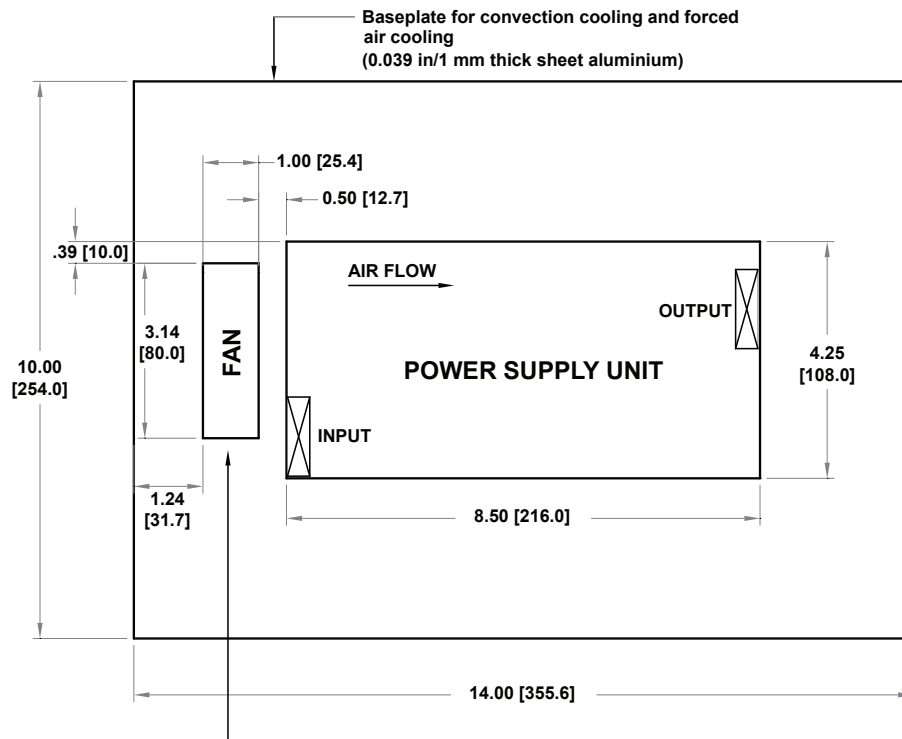 Baseplate for convection cooling and forced
air cooling
(0.039 in/1 mm thick sheet aluminium)
1.00 [25.4]
0.50 [12.7]
.39 [10.0]
AIR FLOW
OUTPUT
3.14
[80.0]
FAN
10.00
[254.0]
POWER SUPPLY UNIT
4.25
[108.0]
INPUT
1.24
[31.7]
8.50 [216.0]
14.00 [355.6]